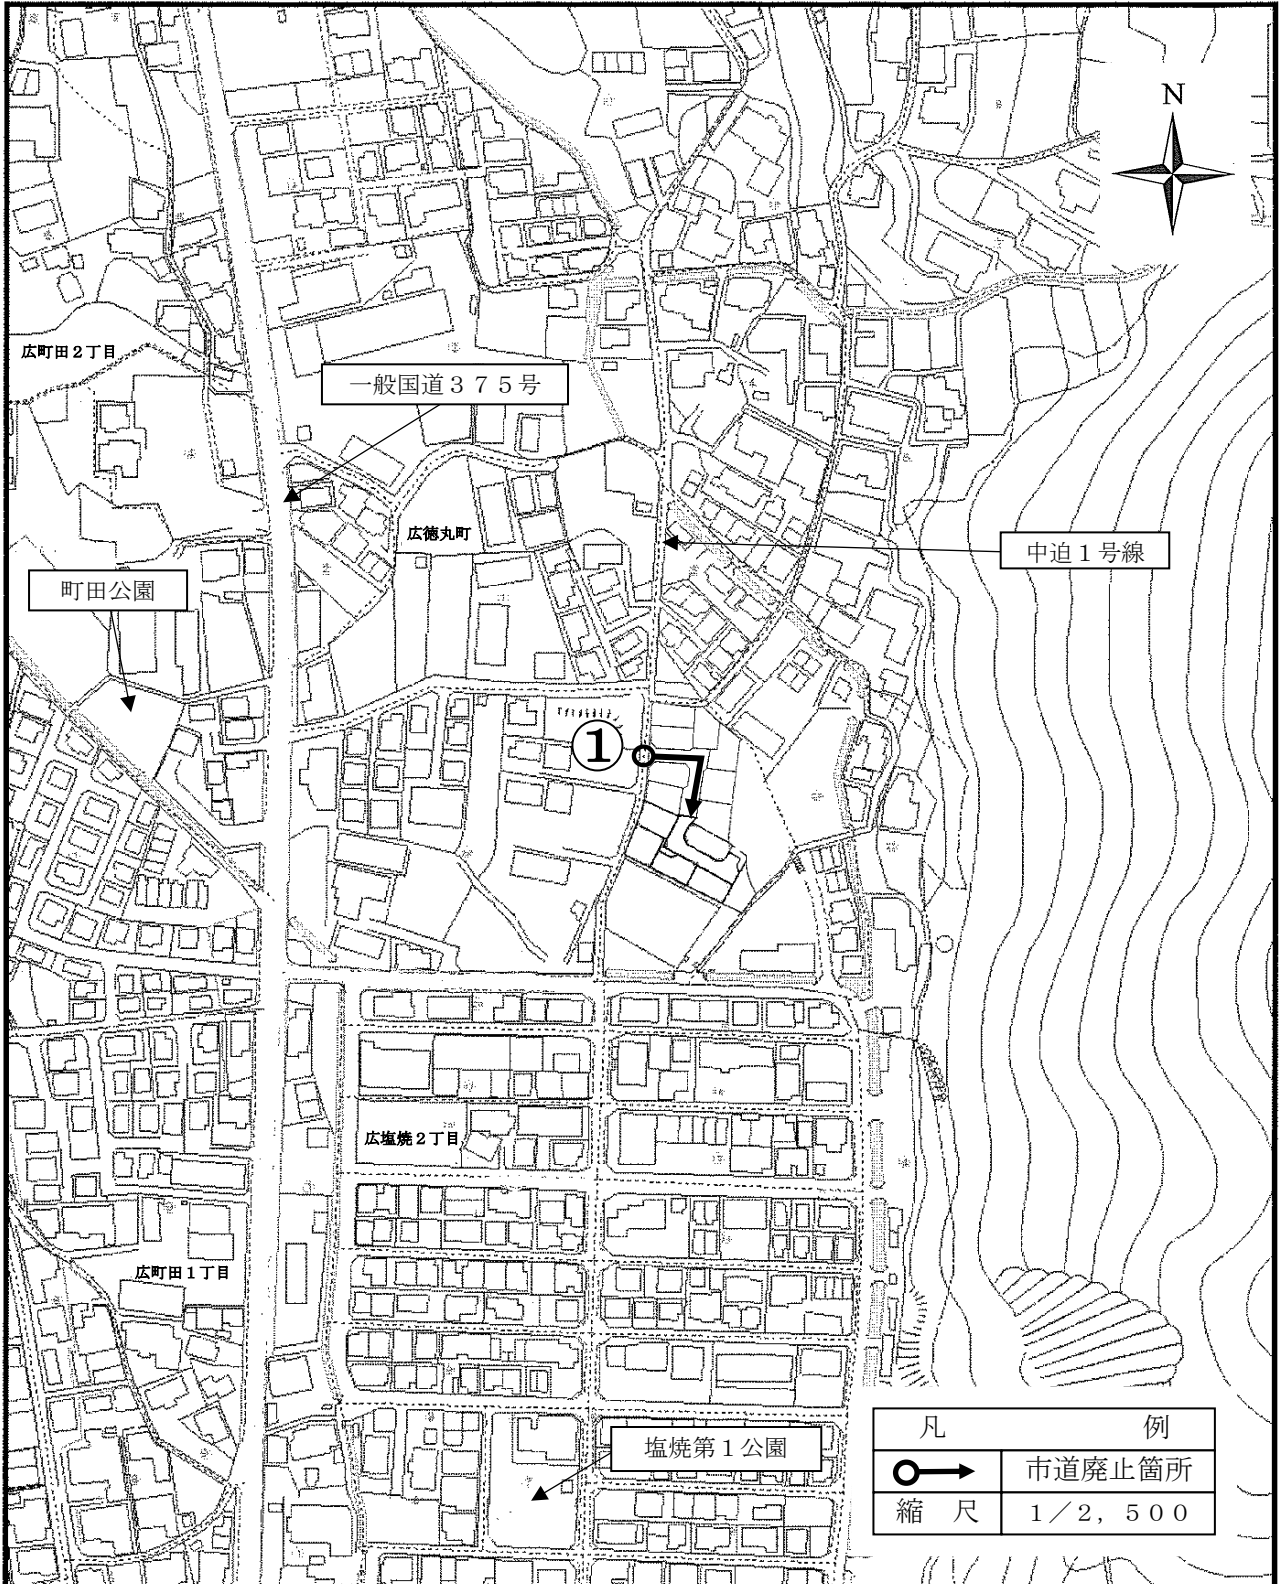 N
広町田２丁目
一般国道３７５号
広徳丸町
中迫１号線
町田公園
①
広塩焼２丁目
広町田１丁目
塩焼第１公園
凡 例
市道廃止箇所
縮 尺 １／２，５００